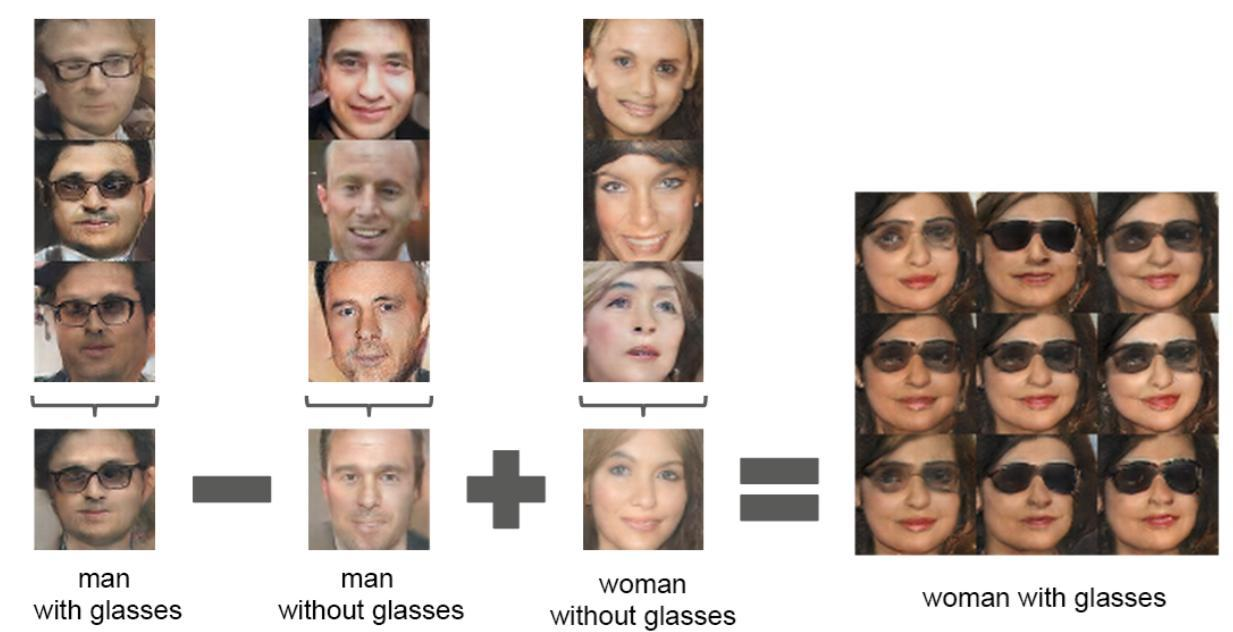 man
with glasses
man
without glasses
woman
without glasses
woman with glasses